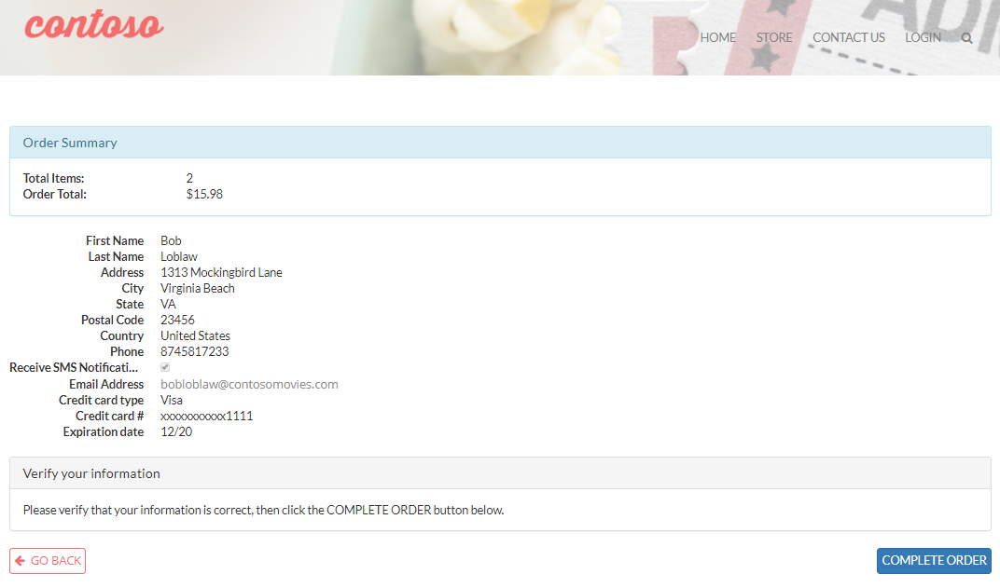 contoso
HOME STORE CONTACT US LOGIN
ADM
Order Summary
Total Items: 2
Order Total: $15.98
First Name Bob
Last Name Loblaw
Address 1313 Mockingbird Lane
City Virginia Beach
State VA
Postal Code 23456
Country United States
Phone 8745817233
Receive SMS Notificati...
Email Address bobloblaw@contosomovies.com
Credit card type Visa
Credit card # xxxxxxxxxxx1111
Expiration date 12/20
Verify your information
Please verify that your information is correct, then click the COMPLETE ORDER button below.
GO BACK COMPLETE ORDER